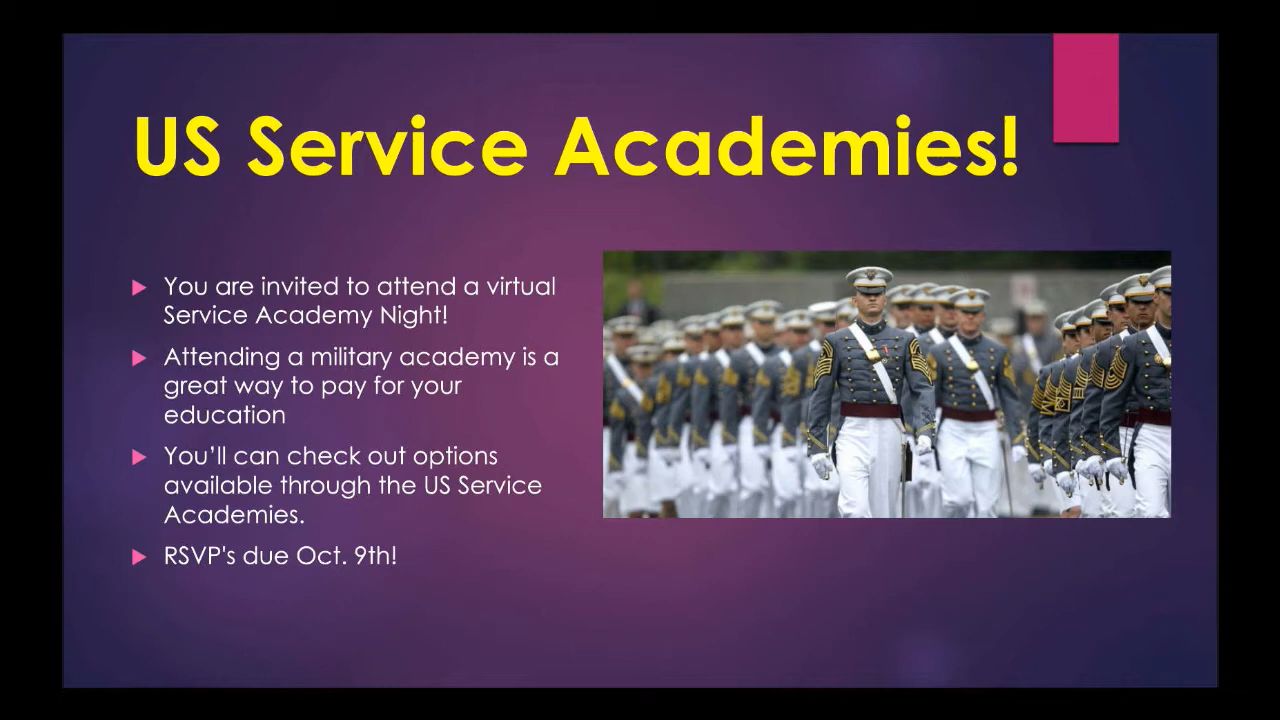 US Service Academies!
You are invited to attend a virtual
Service Academy Night!
Attending a military academy is a
great way to pay for your
education
You'll can check out options
available through the US Service
Academies.
RSVP's due Oct. 9th!